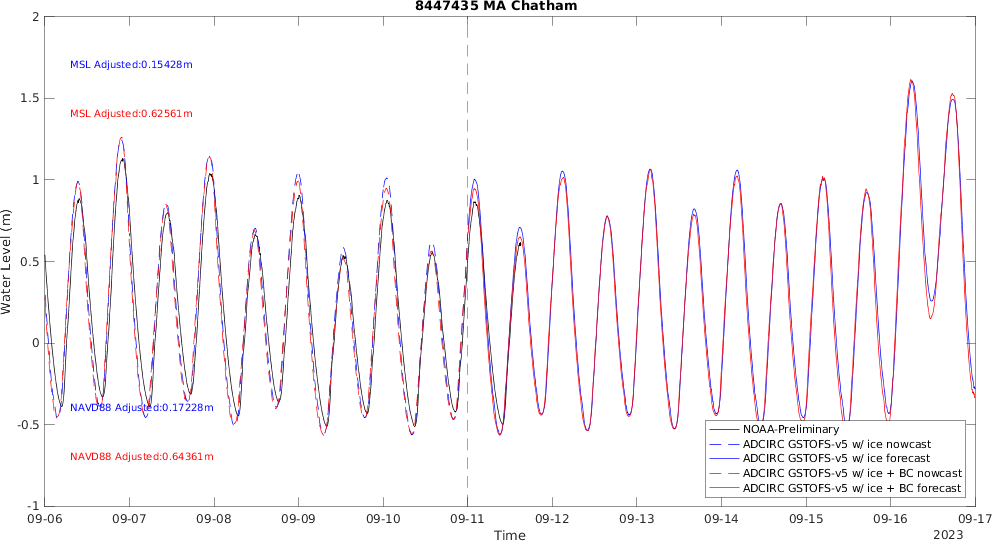 8447435 MA Chatham
2
1.5
1
0.5
0
-0.5
-1
Water Level (m)
MSL Adjusted:0.15428m
MSL Adjusted:0.62561m
NAVD88 Adjusted:0.17228m
NAVD88 Adjusted:0.64361m
NOAA-Preliminary
ADCIRC GSTOFS-v5 w/ ice nowcast
ADCIRC GSTOFS-v5 w/ ice forecast
ADCIRC GSTOFS-v5 w/ ice + BC nowcast
ADCIRC GSTOFS-v5 w/ ice + BC forecast
09-06 09-07 09-08 09-09 09-10 09-11 09-12 09-13 09-14 09-15 09-16 09-17
Time
2023